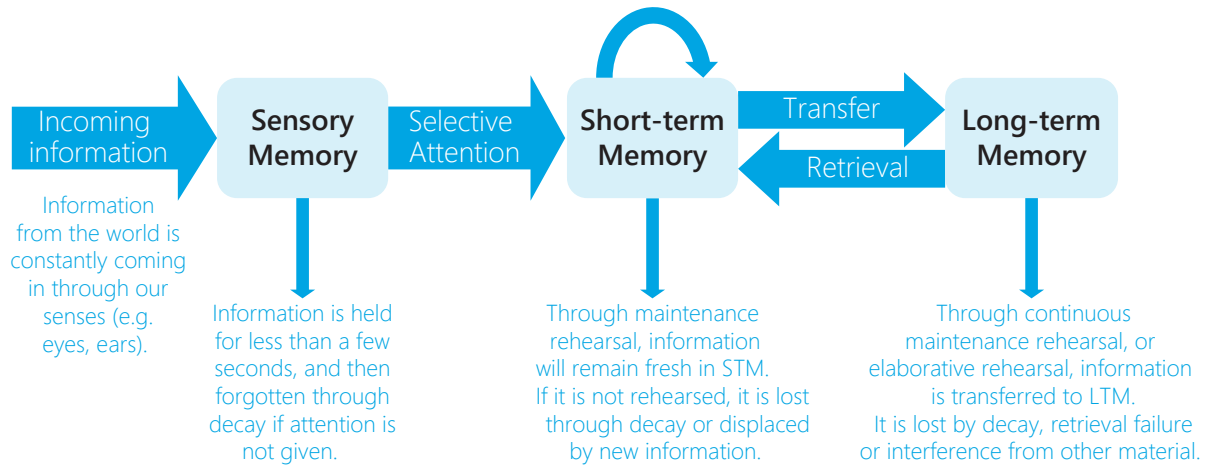 Incoming
information
Sensory
Memory
Selective
Attention
Short-term
Memory
Transfer
Retrieval
Long-term
Memory
Information
from the world is
constantly coming
in through our
senses (e.g.
eyes, ears).
Information is held
for less than a few
seconds, and then
forgotten through
decay if attention is
not given.
Through maintenance
rehearsal, information
will remain fresh in STM.
If it is not rehearsed, it is lost
through decay or displaced
by new information.
Through continuous
maintenance rehearsal, or
elaborative rehearsal, information
is transferred to LTM.
It is lost by decay, retrieval failure
or interference from other material.